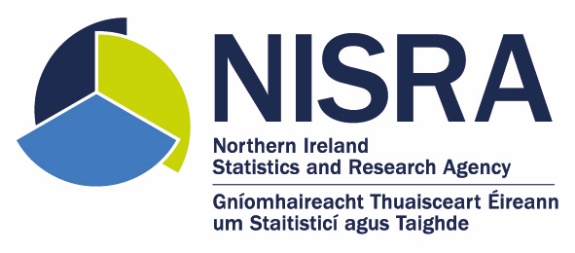 NISRA
Northern Ireland
Statistics and Research Agency
Gníomhaireacht Thuaisceart Éireann
um Staitisticí agus Taighde